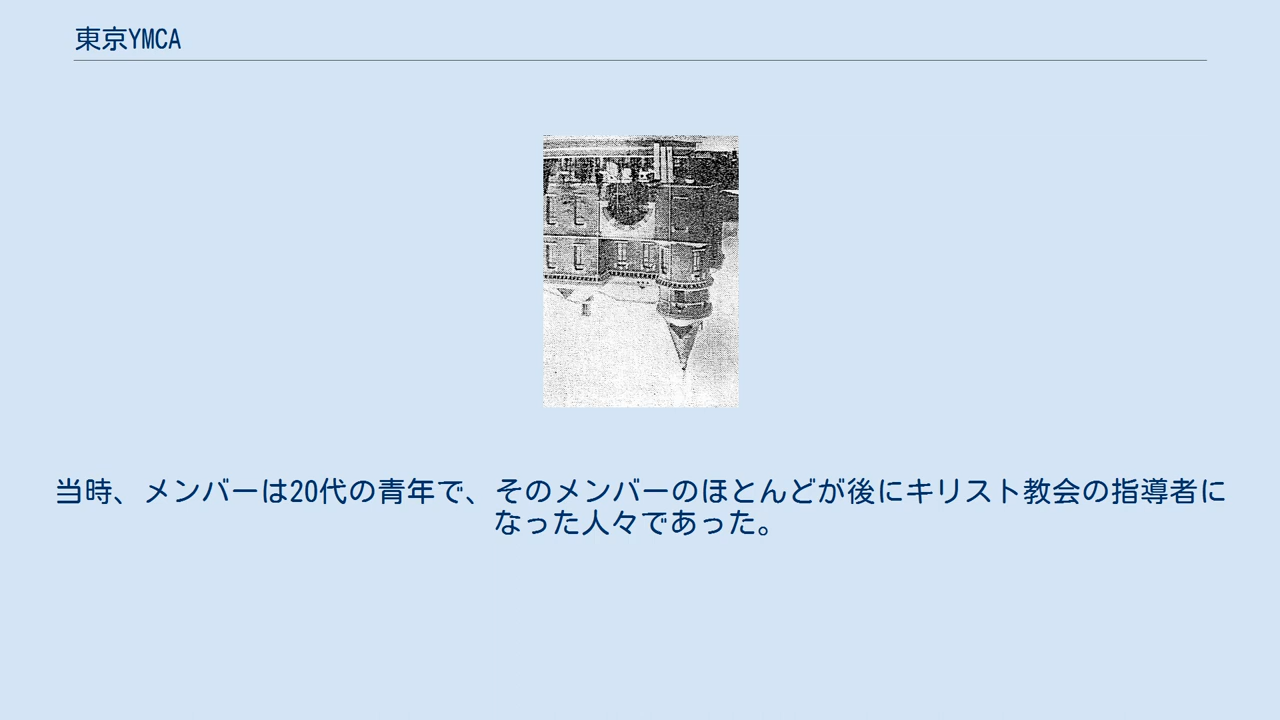 東京YMCA
当時、メンバーは20代の青年で、そのメンバーのほとんどが後にキリスト教会の指導者に
なった人々であった。